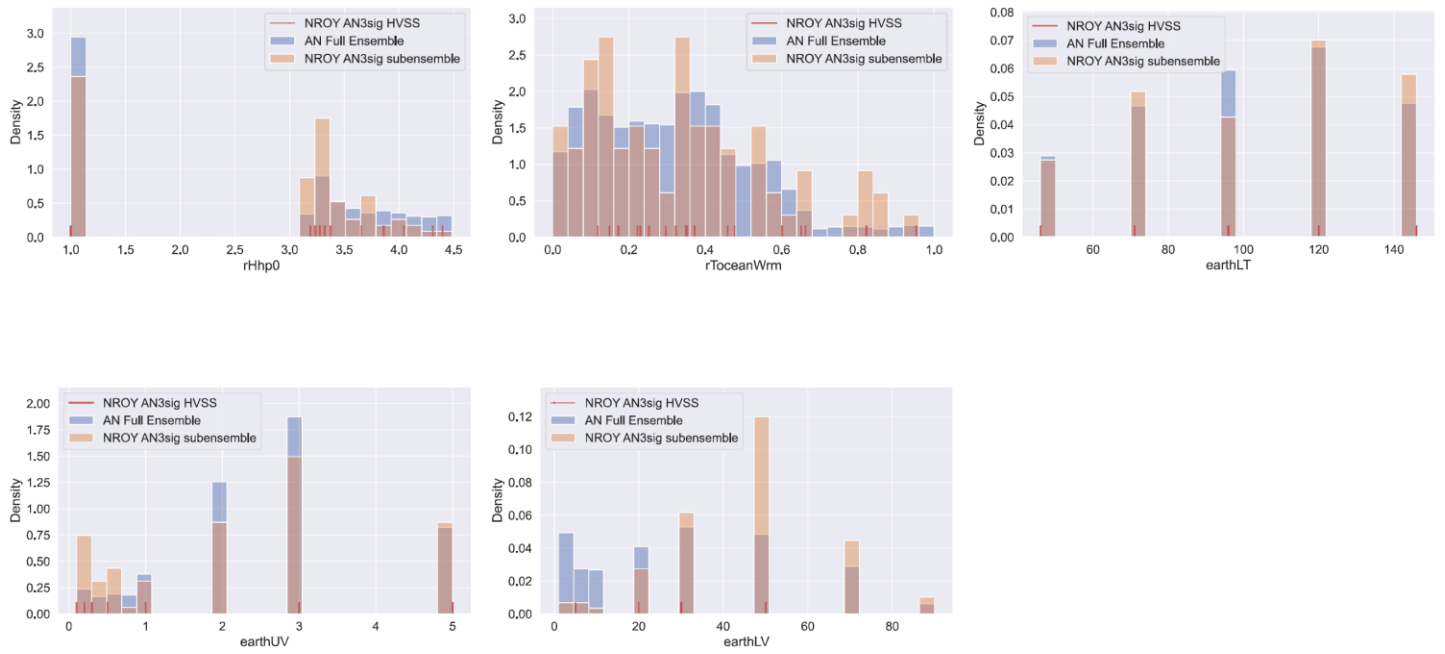 NROY AN3sig HVSS
AN Full Ensemble
NROY AN3sig subensemble
Density
3.0
2.5
2.0
1.5
1.0
0.5
0.0
1.0 1.5 2.0 2.5 3.0 3.5 4.0 4.5
rHhp0
NROY AN3sig HVSS
AN Full Ensemble
NROY AN3sig subensemble
Density
3.0
2.5
2.0
1.5
1.0
0.5
0.0
0.0 0.2 0.4 0.6 0.8 1.0
rToceanWrm
NROY AN3sig HVSS
AN Full Ensemble
NROY AN3sig subensemble
Density
0.08
0.07
0.06
0.05
0.04
0.03
0.02
0.01
0.00
60 80 100 120 140
earthLT
NROY AN3sig HVSS
AN Full Ensemble
NROY AN3sig subensemble
Density
2.00
1.75
1.50
1.25
1.00
0.75
0.50
0.25
0.00
0 1 2 3 4 5
earthUV
NROY AN3sig HVSS
AN Full Ensemble
NROY AN3sig subensemble
Density
0.12
0.10
0.08
0.06
0.04
0.02
0.00
0 20 40 60 80
earthLV